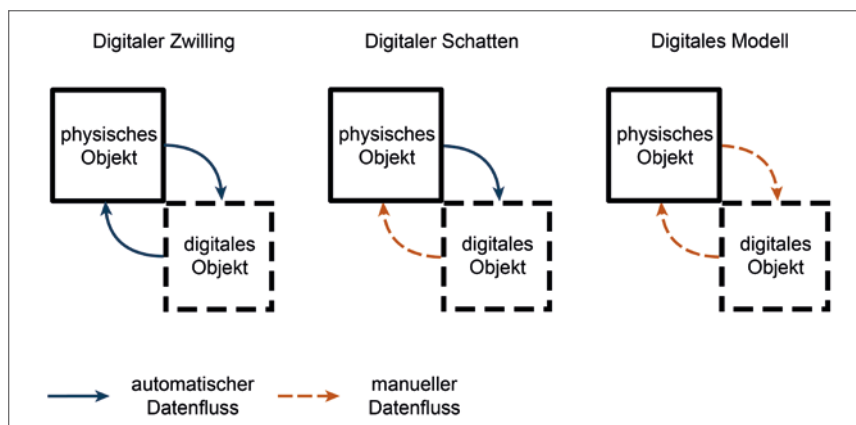 Digitaler Zwilling
Digitaler Schatten
Digitales Modell
physisches
Objekt
digitales
Objekt
physisches
Objekt
digitales
Objekt
physisches
Objekt
digitales
Objekt
automatischer
Datenfluss
manueller
Datenfluss